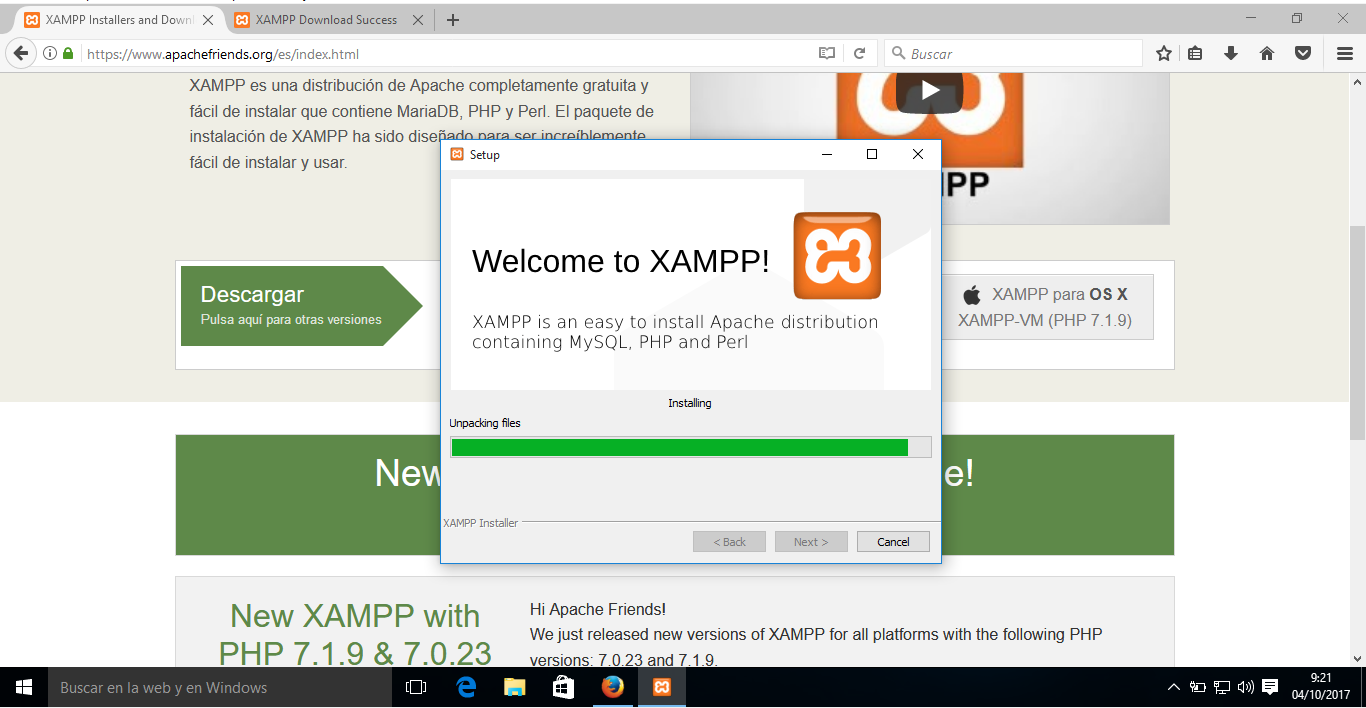 XAMPP Installers and Down
XAMPP Download Success
https://www.apachefriends.org/es/index.html
Buscar
XAMPP es una distribución de Apache completamente gratuita y
fácil de instalar que contiene MariaDB, PHP y Perl. El paquete de
instalación de XAMPP ha sido diseñado para ser increíblemente
fácil de instalar y usar.
MPP
Setup
Welcome to XAMPP!
XAMPP is an easy to install Apache distribution
containing MySQL, PHP and Perl
Installing
Unpacking files
XAMPP Installer
< Back
Next >
Cancel
Descargar
Pulsa aquí para otras versiones
XAMPP para OS X
XAMPP-VM (PHP 7.1.9)
New
e!
New XAMPP with
PHP 7.1.9 & 7.0.23
Hi Apache Friends!
We just released new versions of XAMPP for all platforms with the following PHP
versions: 7.0.23 and 7.1.9.
Buscar en la web y en Windows
9:21
04/10/2017